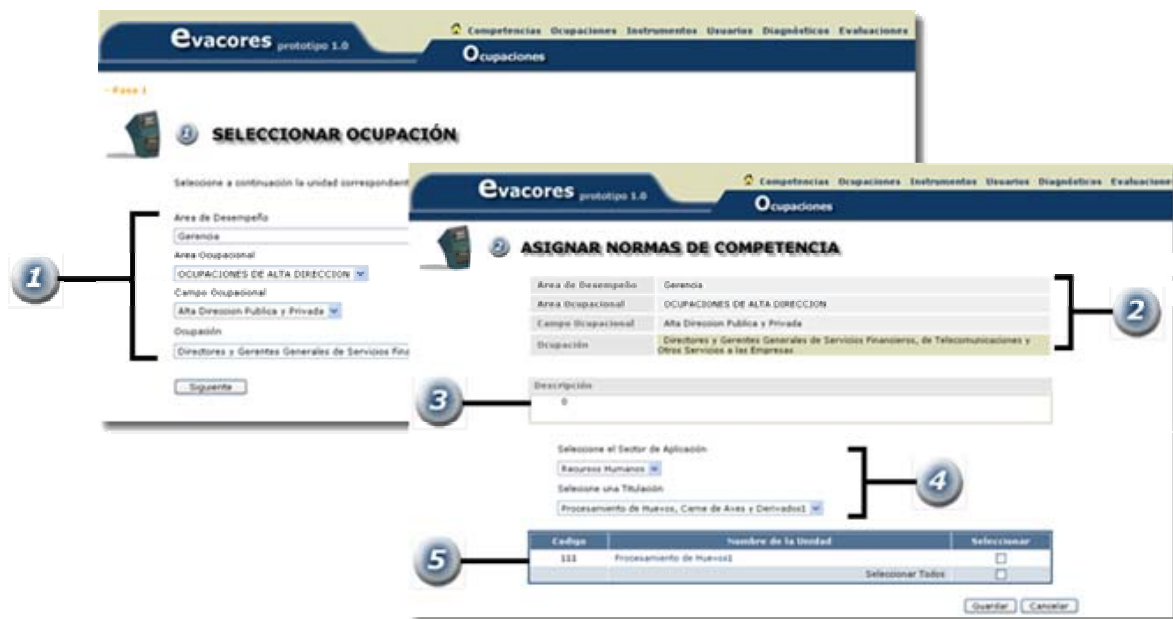 evacores prototipo 1.0
Competencias Ocupaciones Instrumentos Usuarios Diagnósticos Evaluaciones
Ocupaciones
- Fase 1
1 SELECCIONAR OCUPACIÓN
Seleccione a continuación la unidad correspondient
Area de Desempeño
Gerencia
Area Ocupacional
OCUPACIONES DE ALTA DIRECCION
Campo Ocupacional
Alta Direccion Publica y Privada
Ocupación
Directores y Gerentes Generales de Servicios Fina
Siguiente
1
evacores prototipo 1.0
Competencias Ocupaciones Instrumentos Usuarios Diagnósticos Evaluacione
Ocupaciones
2 ASIGNAR NORMAS DE COMPETENCIA
Area de Desempeño Gerencia
Area Ocupacional OCUPACIONES DE ALTA DIRECCION
Campo Ocupacional Alta Direccion Publica y Privada
Ocupación Directores y Gerentes Generales de Servicios Financieros, de Telecomunicaciones y
Otros Servicios a las Empresas
2
Descripción
0
3
Seleccione el Sector de Aplicación
Recursos Humanos
Selecione una Titulación
Procesamiento de Huevos, Carne de Aves y Derivados1
4
Codigo Nombre de la Unidad Seleccionar
111 Procesamiento de Huevos1
Seleccionar Todos
5
Guardar Cancelar